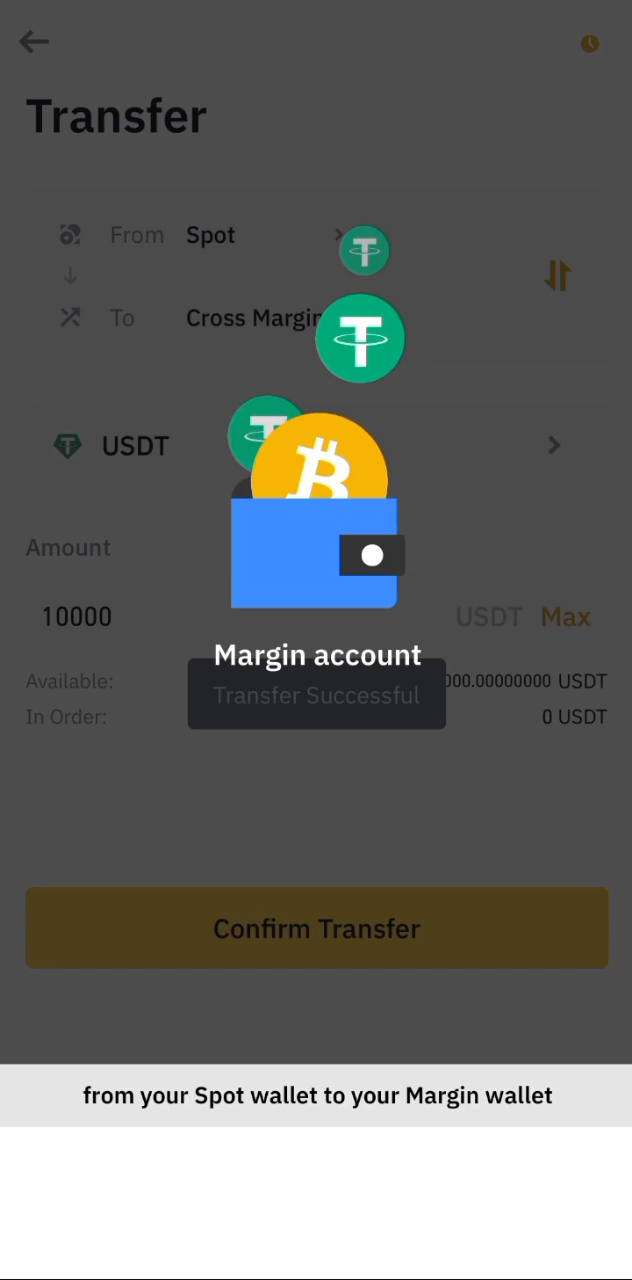 Transfer
From Spot
To Cross Margin
USDT
Amount
10000 USDT Max
Margin account
Available: 000.00000000 USDT
Transfer Successful
In Order: 0 USDT
Confirm Transfer
from your Spot wallet to your Margin wallet